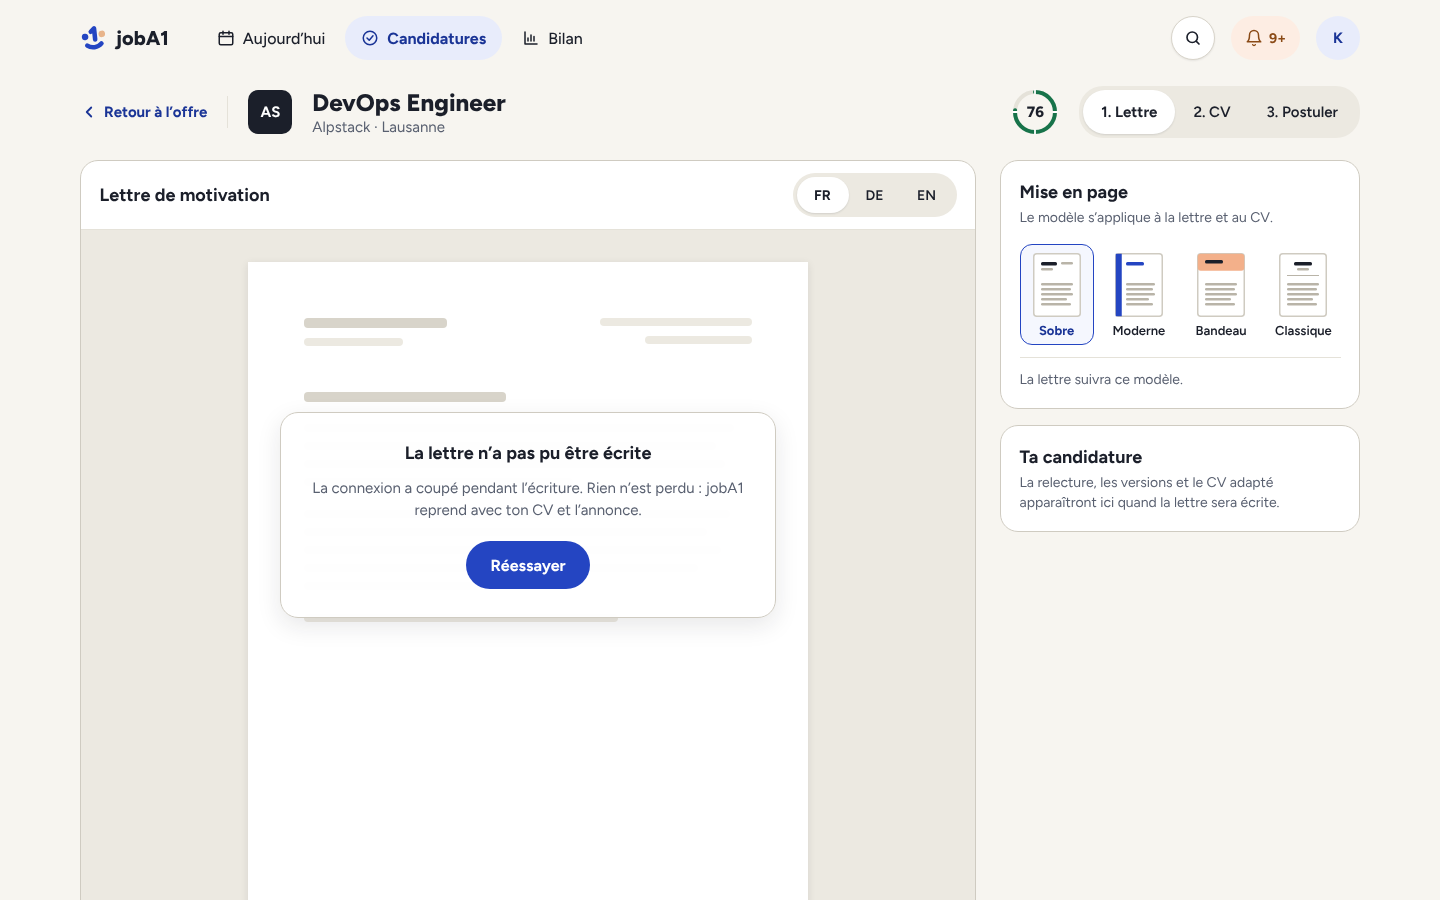 jobA1
Aujourd’hui
Candidatures
Bilan
9+
K
Retour à l’offre
AS
DevOps Engineer
Alpstack · Lausanne
76
1. Lettre
2. CV
3. Postuler
Lettre de motivation
FR
DE
EN
La lettre n’a pas pu être écrite
La connexion a coupé pendant l’écriture. Rien n’est perdu : jobA1
reprend avec ton CV et l’annonce.
Réessayer
Mise en page
Le modèle s’applique à la lettre et au CV.
Sobre
Moderne
Bandeau
Classique
La lettre suivra ce modèle.
Ta candidature
La relecture, les versions et le CV adapté
apparaîtront ici quand la lettre sera écrite.